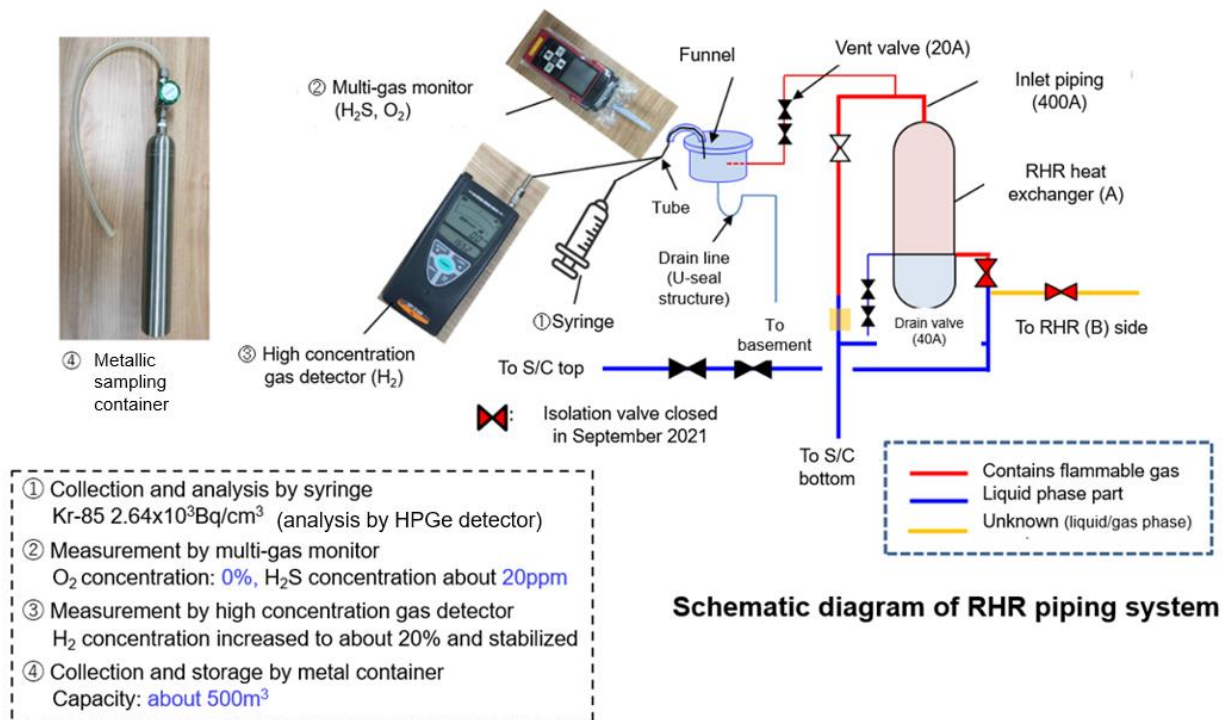 ② Multi-gas monitor
(H₂S, O₂)
Funnel
Vent valve (20A)
Inlet piping
(400A)
RHR heat
exchanger (A)
Tube
Drain line
(U-seal
structure)
①Syringe
To
basement
Drain valve
(40A)
To RHR (B) side
④ Metallic
sampling
container
③ High concentration
gas detector (H₂)
To S/C top
: Isolation valve closed
in September 2021
To S/C
bottom
Contains flammable gas
Liquid phase part
Unknown (liquid/gas phase)
① Collection and analysis by syringe
Kr-85 2.64x10³Bq/cm³ (analysis by HPGe detector)
② Measurement by multi-gas monitor
O₂ concentration: 0%, H₂S concentration about 20ppm
③ Measurement by high concentration gas detector
H₂ concentration increased to about 20% and stabilized
④ Collection and storage by metal container
Capacity: about 500m³
Schematic diagram of RHR piping system